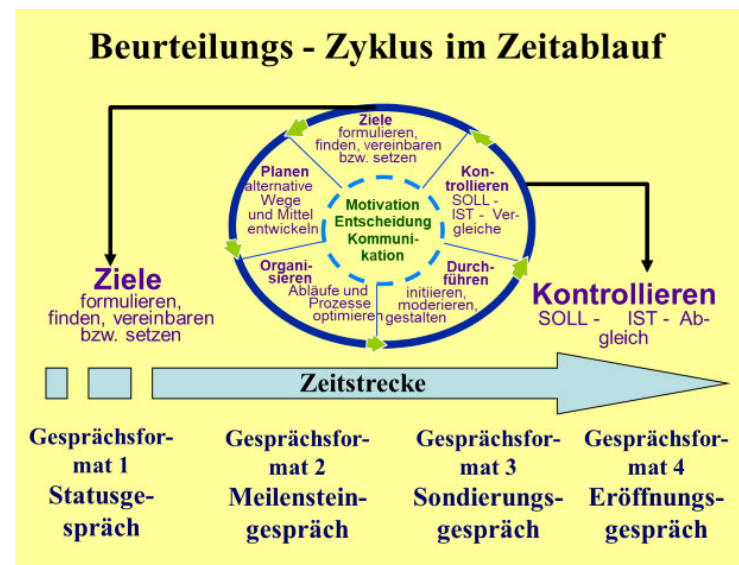 Beurteilungs - Zyklus im Zeitablauf
Ziele
formulieren,
finden, vereinbaren
bzw. setzen
Planen
alternative
Wege
und Mittel
entwickeln
Kon-
trollieren
SOLL -
IST - Ver-
gleiche
Motivation
Entscheidung
Kommuni-
kation
Organi-
sieren
Abläufe und
Prozesse
optimieren
Durch-
führen
initiieren,
moderieren,
gestalten
Ziele
formulieren,
finden, vereinbaren
bzw. setzen
Kontrollieren
SOLL - IST - Ab-
gleich
Zeitstrecke
Gesprächsfor-
mat 1
Statusge-
spräch
Gesprächsfor-
mat 2
Meilenstein-
gespräch
Gesprächsfor-
mat 3
Sondierungs-
gespräch
Gesprächsfor-
mat 4
Eröffnungs-
gespräch